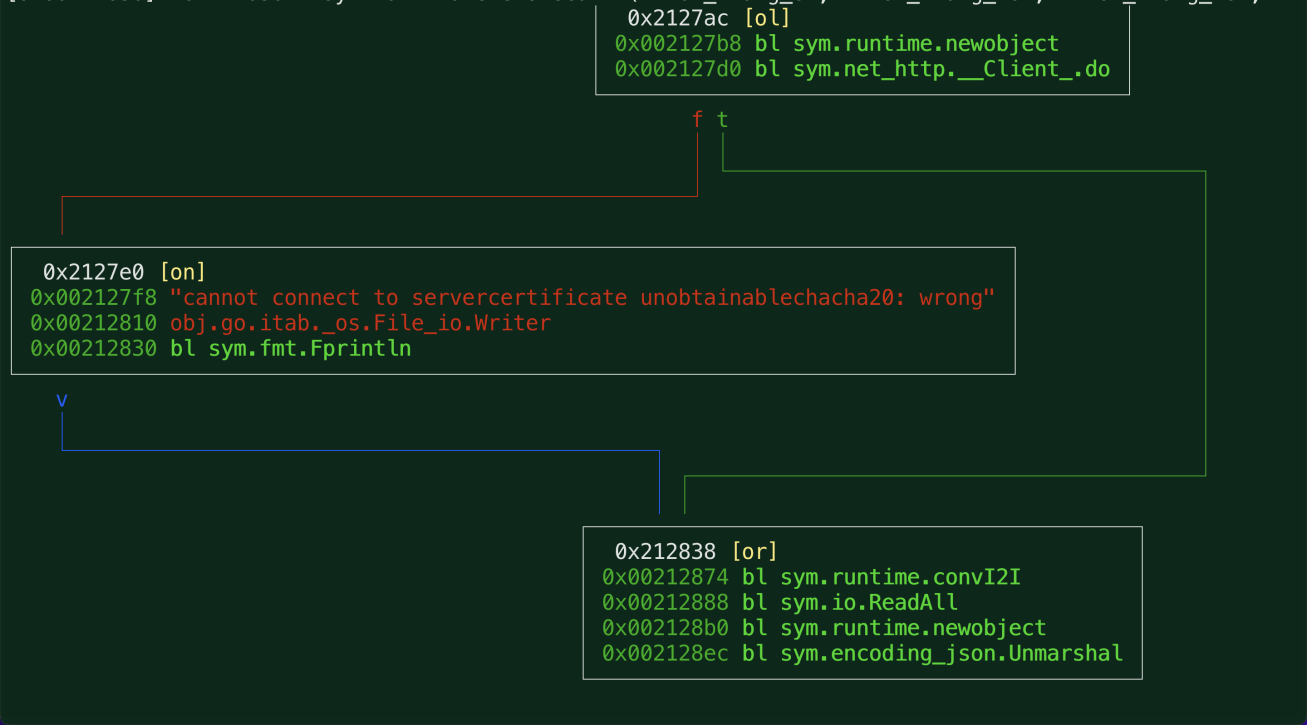 0x2127ac [ol]
0x002127b8 bl sym.runtime.newobject
0x002127d0 bl sym.net_http.__Client_.do
f t
0x2127e0 [on]
0x002127f8 "cannot connect to servercertificate unobtainablechacha20: wrong"
0x00212810 obj.go.itab._os.File_io.Writer
0x00212830 bl sym.fmt.Fprintln
v
0x212838 [or]
0x00212874 bl sym.runtime.convI2I
0x00212888 bl sym.io.ReadAll
0x002128b0 bl sym.runtime.newobject
0x002128ec bl sym.encoding_json.Unmarshal